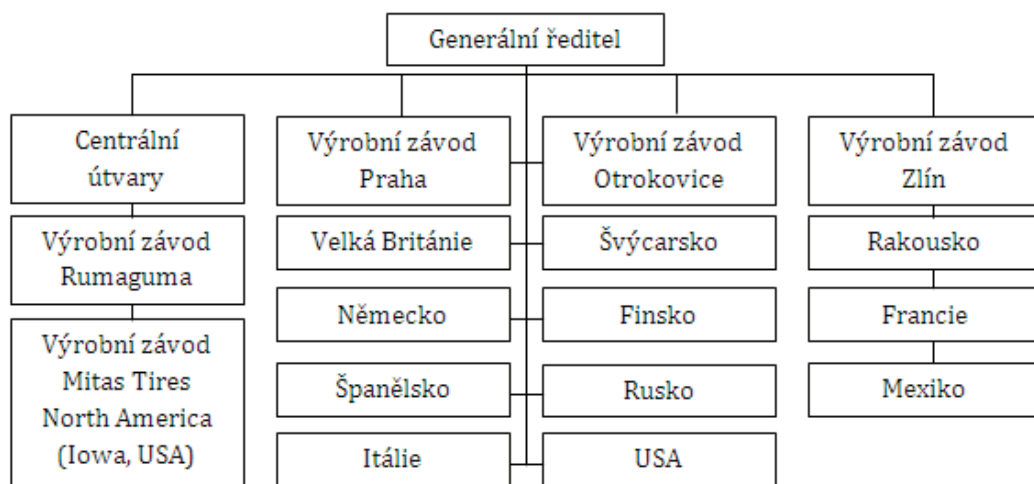 Generální ředitel
Centrální
útvary
Výrobní závod
Praha
Výrobní závod
Otrokovice
Výrobní závod
Zlín
Výrobní závod
Rumaguma
Velká Británie
Švýcarsko
Rakousko
Německo
Finsko
Francie
Výrobní závod
Mitas Tires
North America
(Iowa, USA)
Španělsko
Rusko
Mexiko
Itálie
USA